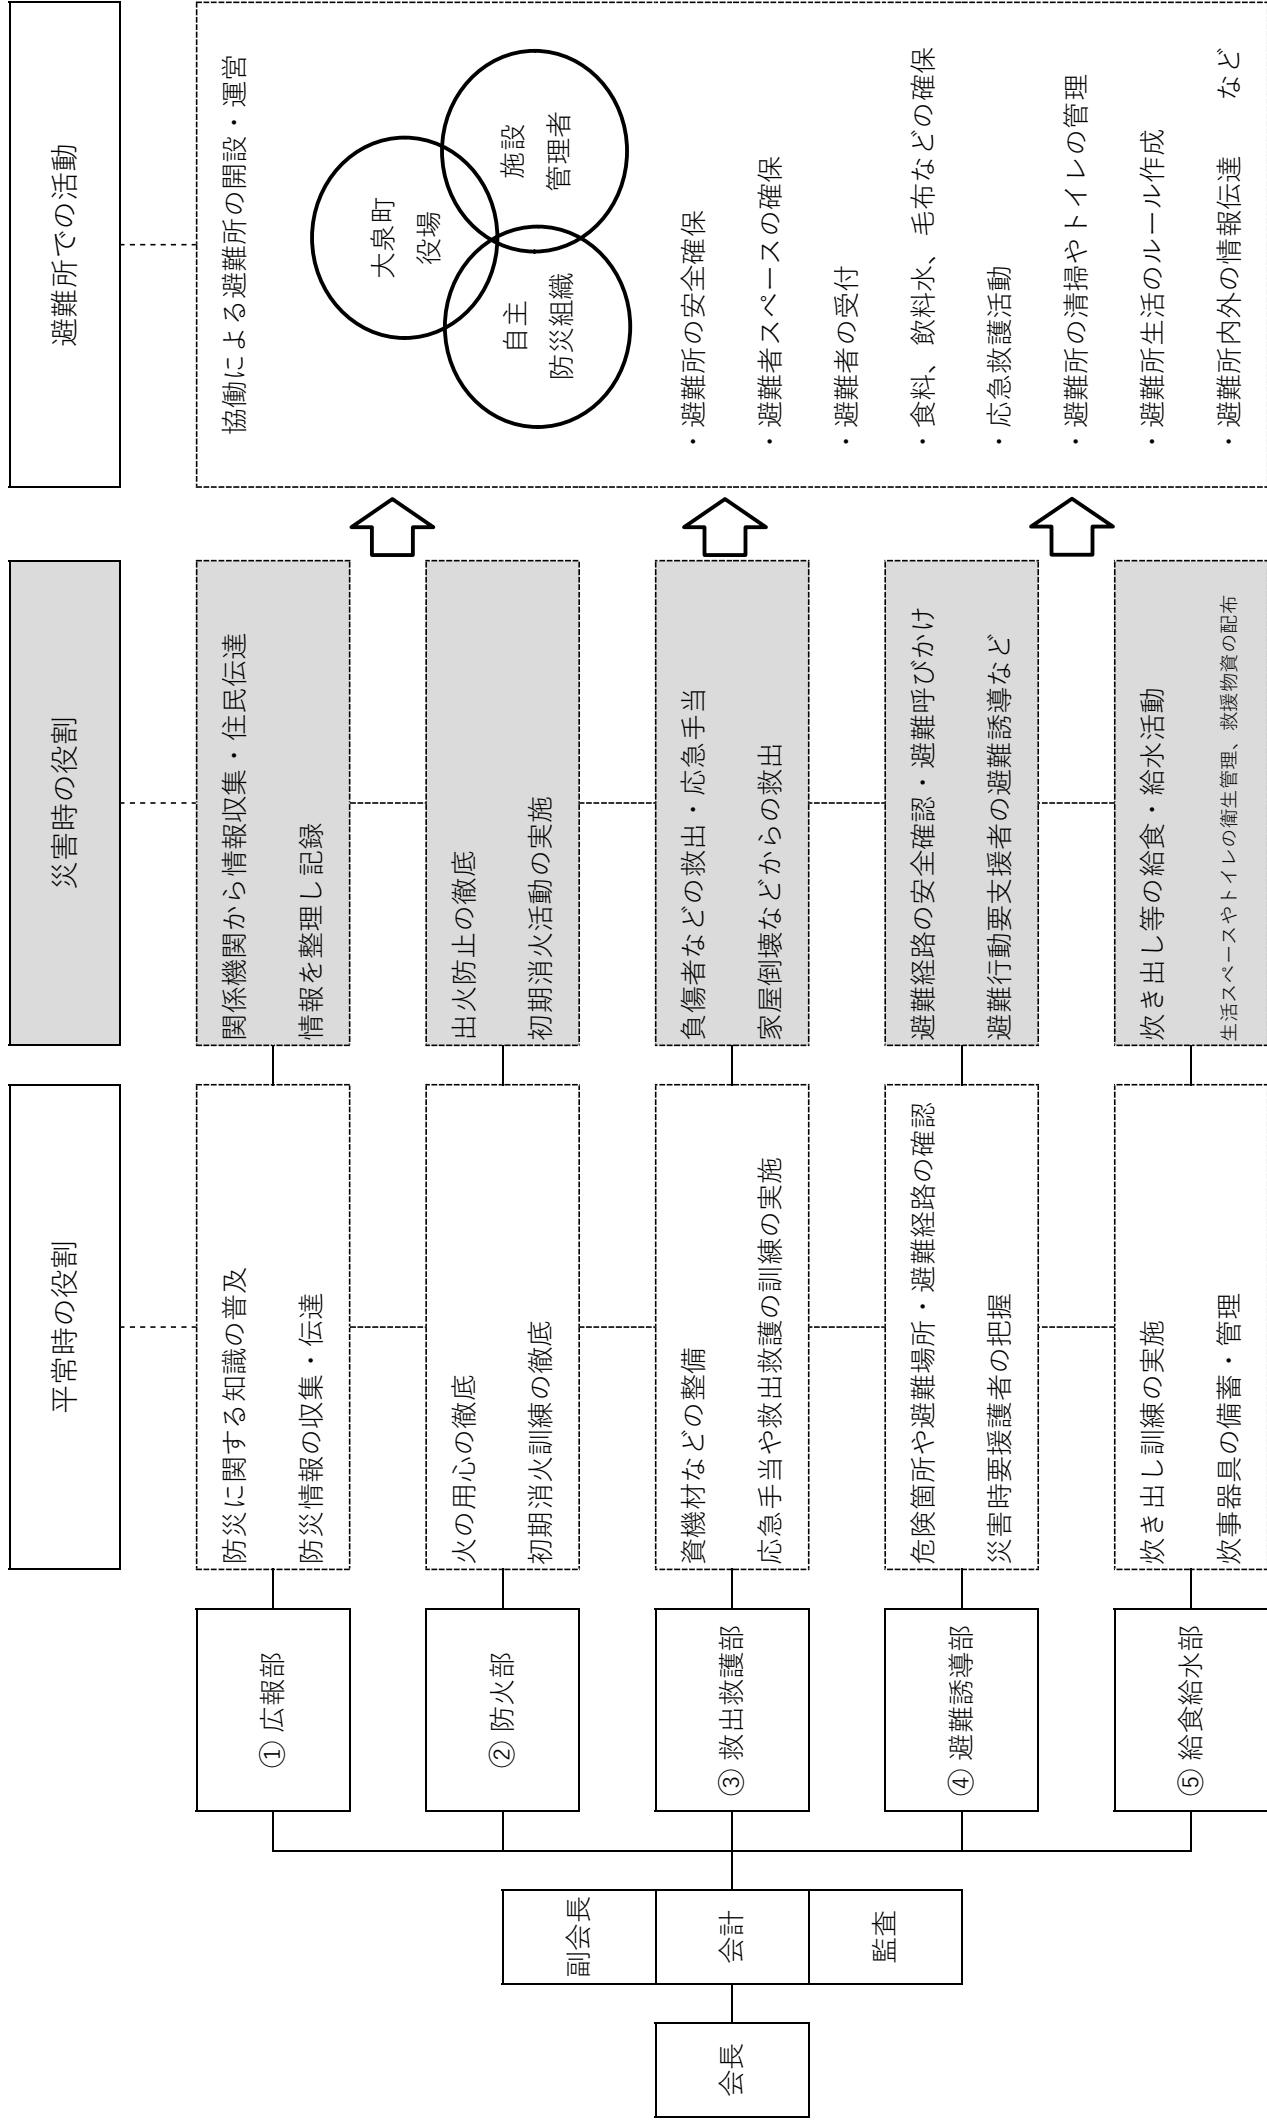 平常時の役割
災害時の役割
避難所での活動
会長
副会長
会計
監査
① 広報部
防災に関する知識の普及
防災情報の収集・伝達
関係機関から情報収集・住民伝達
情報を整理し記録
② 防火部
火の用心の徹底
初期消火訓練の徹底
出火防止の徹底
初期消火活動の実施
③ 救出救護部
資機材などの整備
応急手当や救出救護の訓練の実施
負傷者などの救出・応急手当
家屋倒壊などからの救出
④ 避難誘導部
危険箇所や避難場所・避難経路の確認
災害時要援護者の把握
避難経路の安全確認・避難呼びかけ
避難行動要支援者の避難誘導など
⑤ 給食給水部
炊き出し訓練の実施
炊事器具の備蓄・管理
炊き出し等の給食・給水活動
生活スペースやトイレの衛生管理、救援物資の配布
協働による避難所の開設・運営
大泉町
役場
自主
防災組織
施設
管理者
・避難所の安全確保
・避難者スペースの確保
・避難者の受付
・食料、飲料水、毛布などの確保
・応急救護活動
・避難所の清掃やトイレの管理
・避難所生活のルール作成
・避難所内外の情報伝達　など